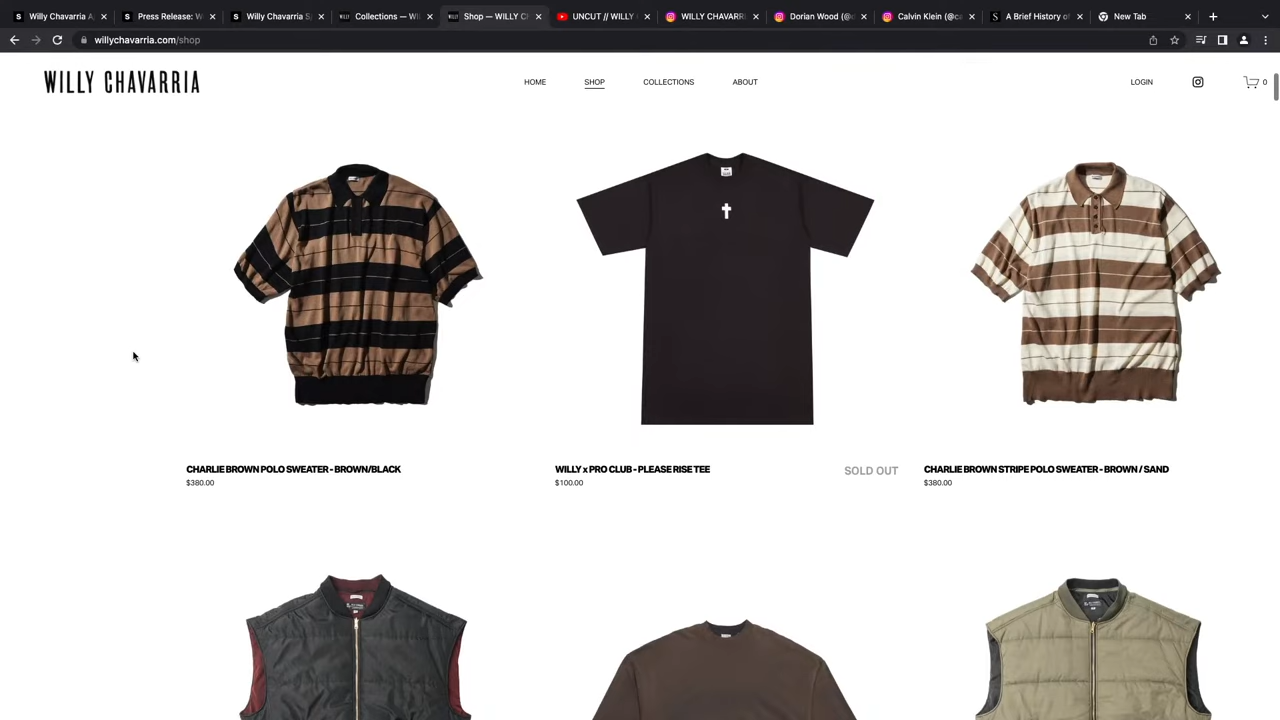 Willy Chavarria A
Press Release: W
Willy Chavarria S
Collections — WI
Shop — WILLY C
UNCUT // WILLY
WILLY CHAVARR
Dorian Wood (@
Calvin Klein (@c
A Brief History o
New Tab
willychavarria.com/shop
WILLY CHAVARRIA
HOME
SHOP
COLLECTIONS
ABOUT
LOGIN
0
CHARLIE BROWN POLO SWEATER - BROWN/BLACK
$380.00
WILLY x PRO CLUB - PLEASE RISE TEE
SOLD OUT
$100.00
CHARLIE BROWN STRIPE POLO SWEATER - BROWN / SAND
$380.00